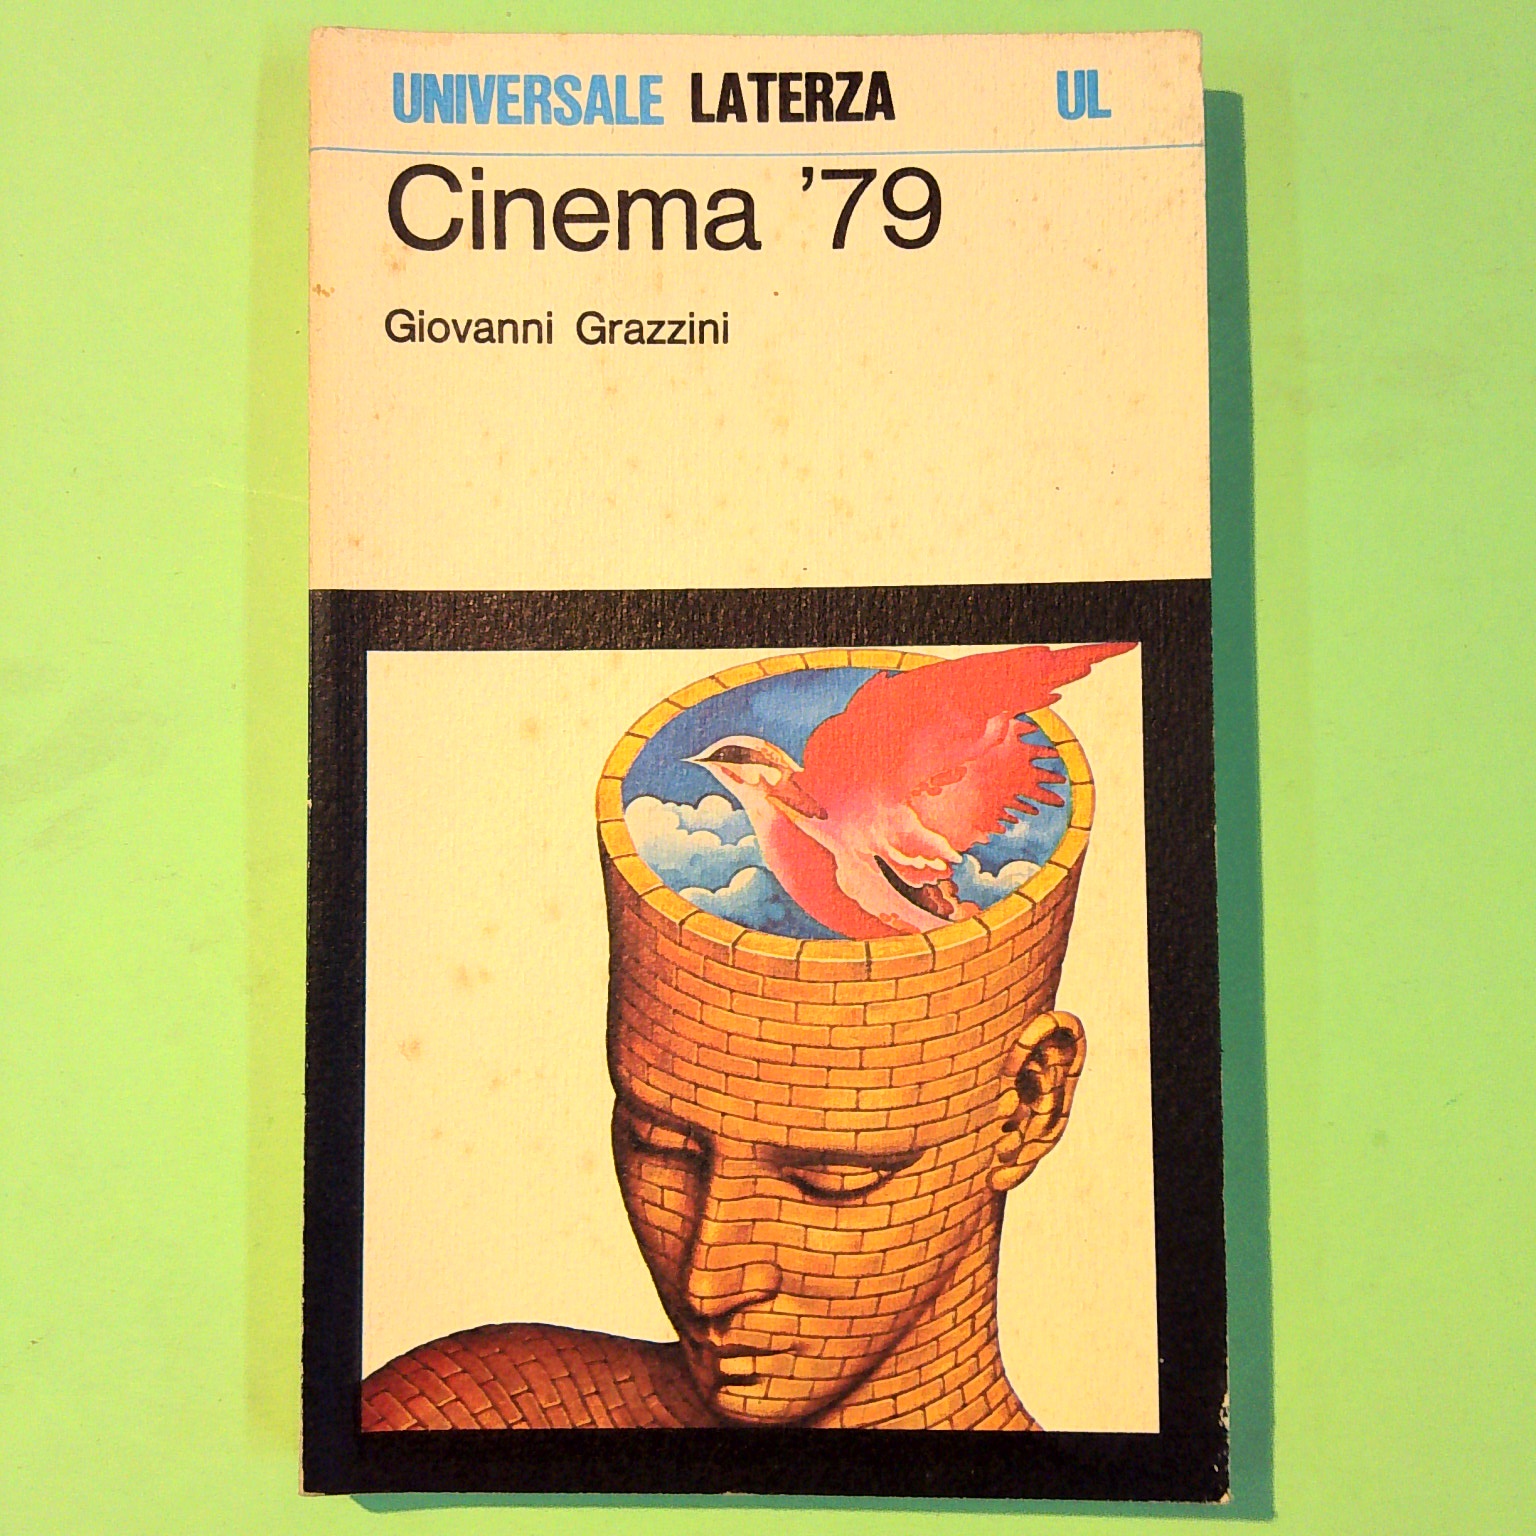 UNIVERSALE LATERZA UL
Cinema '79
Giovanni Grazzini